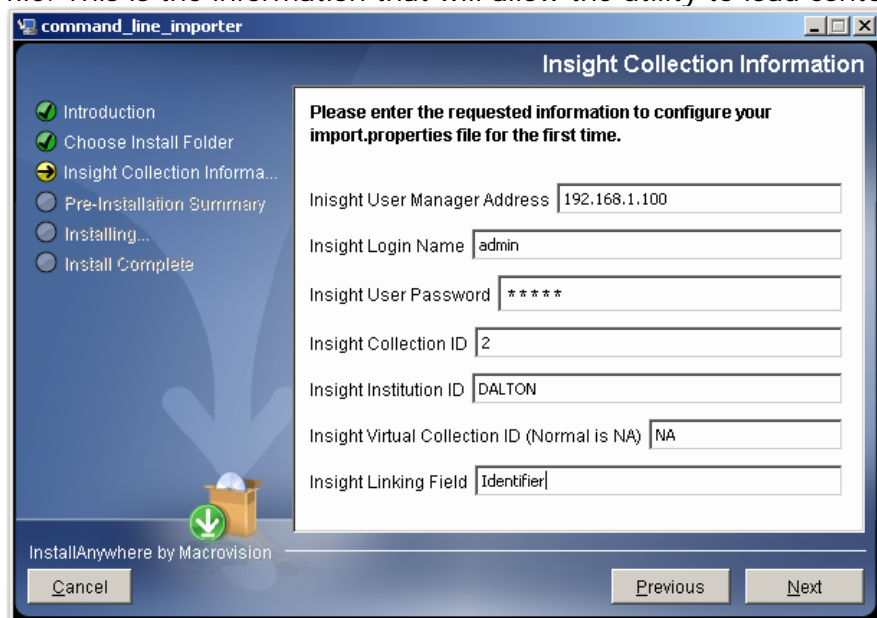 file. This is the information that will allow the utility to load conte
command_line_importer
Insight Collection Information
Introduction
Choose Install Folder
Insight Collection Informa...
Pre-Installation Summary
Installing...
Install Complete
Please enter the requested information to configure your
import.properties file for the first time.
Inisght User Manager Address 192.168.1.100
Insight Login Name admin
Insight User Password *****
Insight Collection ID 2
Insight Institution ID DALTON
Insight Virtual Collection ID (Normal is NA) NA
Insight Linking Field Identifier
InstallAnywhere by Macrovision
Cancel
Previous
Next